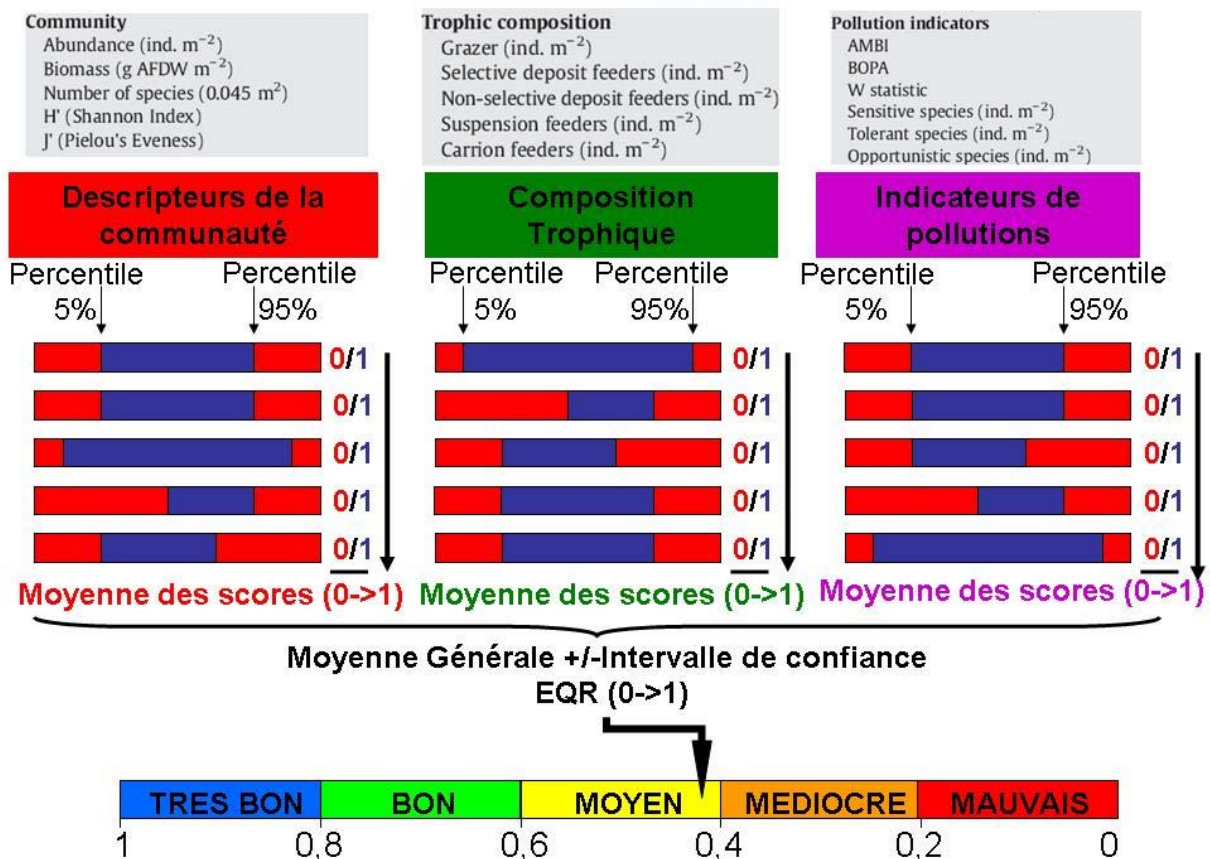 Community
Abundance (ind. m⁻²)
Biomass (g AFDW m⁻²)
Number of species (0.045 m²)
H' (Shannon Index)
J' (Pielou's Eveness)
Trophic composition
Grazer (ind. m⁻²)
Selective deposit feeders (ind. m⁻²)
Non-selective deposit feeders (ind. m⁻²)
Suspension feeders (ind. m⁻²)
Carrion feeders (ind. m⁻²)
Pollution indicators
AMBI
BOPA
W statistic
Sensitive species (ind. m⁻²)
Tolerant species (ind. m⁻²)
Opportunistic species (ind. m⁻²)
Descripteurs de la
communauté
Composition
Trophique
Indicateurs de
pollutions
Percentile Percentile
5% 95%
0/1
0/1
0/1
0/1
0/1
Moyenne des scores (0->1)
Percentile Percentile
5% 95%
0/1
0/1
0/1
0/1
0/1
Moyenne des scores (0->1)
Percentile Percentile
5% 95%
0/1
0/1
0/1
0/1
0/1
Moyenne des scores (0->1)
Moyenne Générale +/-Intervalle de confiance
EQR (0->1)
TRES BON BON MOYEN MEDIOCRE MAUVAIS
1 0,8 0,6 0,4 0,2 0